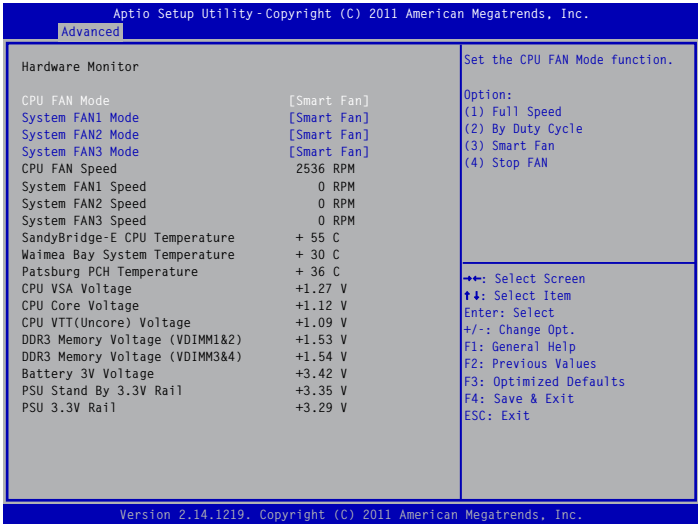 Aptio Setup Utility - Copyright (C) 2011 American Megatrends, Inc.
Advanced
Hardware Monitor
CPU FAN Mode [Smart Fan]
System FAN1 Mode [Smart Fan]
System FAN2 Mode [Smart Fan]
System FAN3 Mode [Smart Fan]
CPU FAN Speed 2536 RPM
System FAN1 Speed 0 RPM
System FAN2 Speed 0 RPM
System FAN3 Speed 0 RPM
SandyBridge-E CPU Temperature + 55 C
Waimea Bay System Temperature + 30 C
Patsburg PCH Temperature + 36 C
CPU VSA Voltage +1.27 V
CPU Core Voltage +1.12 V
CPU VTT(Uncore) Voltage +1.09 V
DDR3 Memory Voltage (VDIMM1&2) +1.53 V
DDR3 Memory Voltage (VDIMM3&4) +1.54 V
Battery 3V Voltage +3.42 V
PSU Stand By 3.3V Rail +3.35 V
PSU 3.3V Rail +3.29 V
Set the CPU FAN Mode function.
Option:
(1) Full Speed
(2) By Duty Cycle
(3) Smart Fan
(4) Stop FAN
→←: Select Screen
↑↓: Select Item
Enter: Select
+/-: Change Opt.
F1: General Help
F2: Previous Values
F3: Optimized Defaults
F4: Save & Exit
ESC: Exit
Version 2.14.1219. Copyright (C) 2011 American Megatrends, Inc.